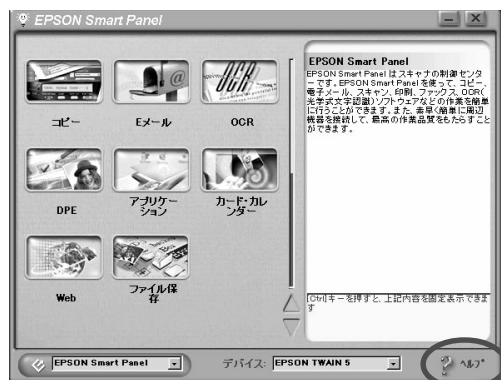 EPSON Smart Panel
コピー
Eメール
OCR
DPE
アプリケー
ション
カード・カレ
ンダー
Web
ファイル保
存
EPSON Smart Panel
EPSON Smart Panel はスキャナの制御センタ
ーです。EPSON Smart Panel を使って、コピー、
電子メール、スキャン、印刷、ファックス、OCR(
光学式文字認識)ソフトウェアなどの作業を簡単
に行うことができます。また、素早く簡単に周辺
機器を接続して、最高の作業品質をもたらすこと
ができます。
[Ctrl]キーを押すと、上記内容を固定表示できま
す
EPSON Smart Panel
デバイス:
EPSON TWAIN 5
ヘルプ